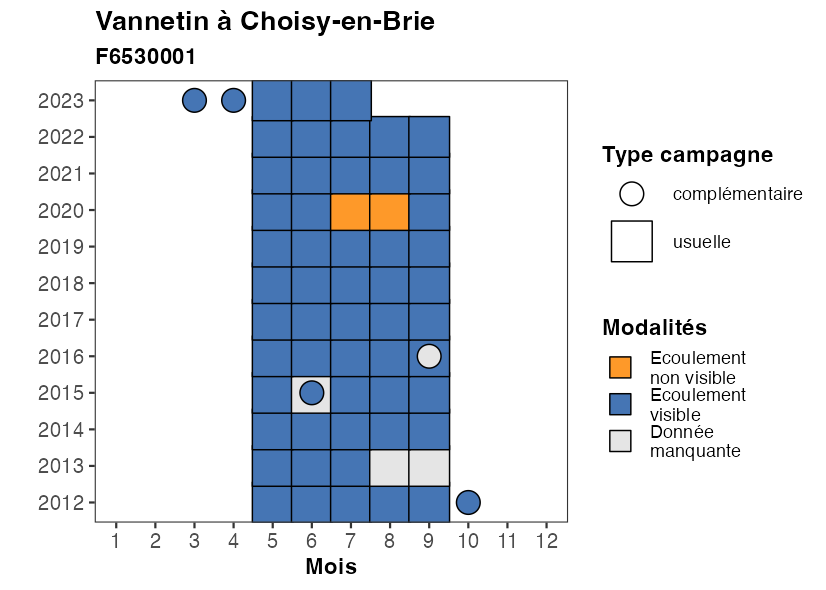 Vannetin à Choisy-en-Brie
F6530001
2023
2022
2021
2020
2019
2018
2017
2016
2015
2014
2013
2012
1 2 3 4 5 6 7 8 9 10 11 12
Mois
Type campagne
complémentaire
usuelle
Modalités
Ecoulement
non visible
Ecoulement
visible
Donnée
manquante